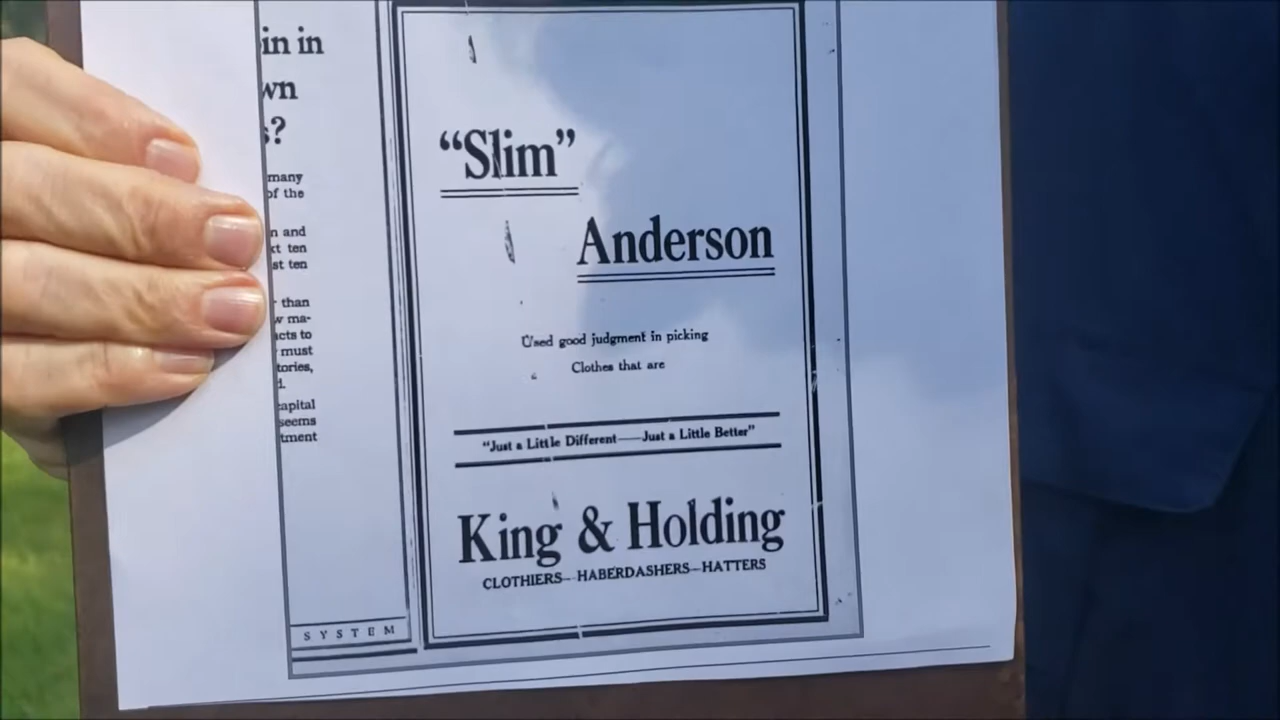 in in
wn
s?
many
of the
n and
xt ten
st ten
than
w ma-
acts to
must
tories,
d.
capital
seems
tment
SYSTEM
“Slim”
Anderson
Used good judgment in picking
Clothes that are
“Just a Little Different—Just a Little Better”
King & Holding
CLOTHIERS—HABERDASHERS—HATTERS